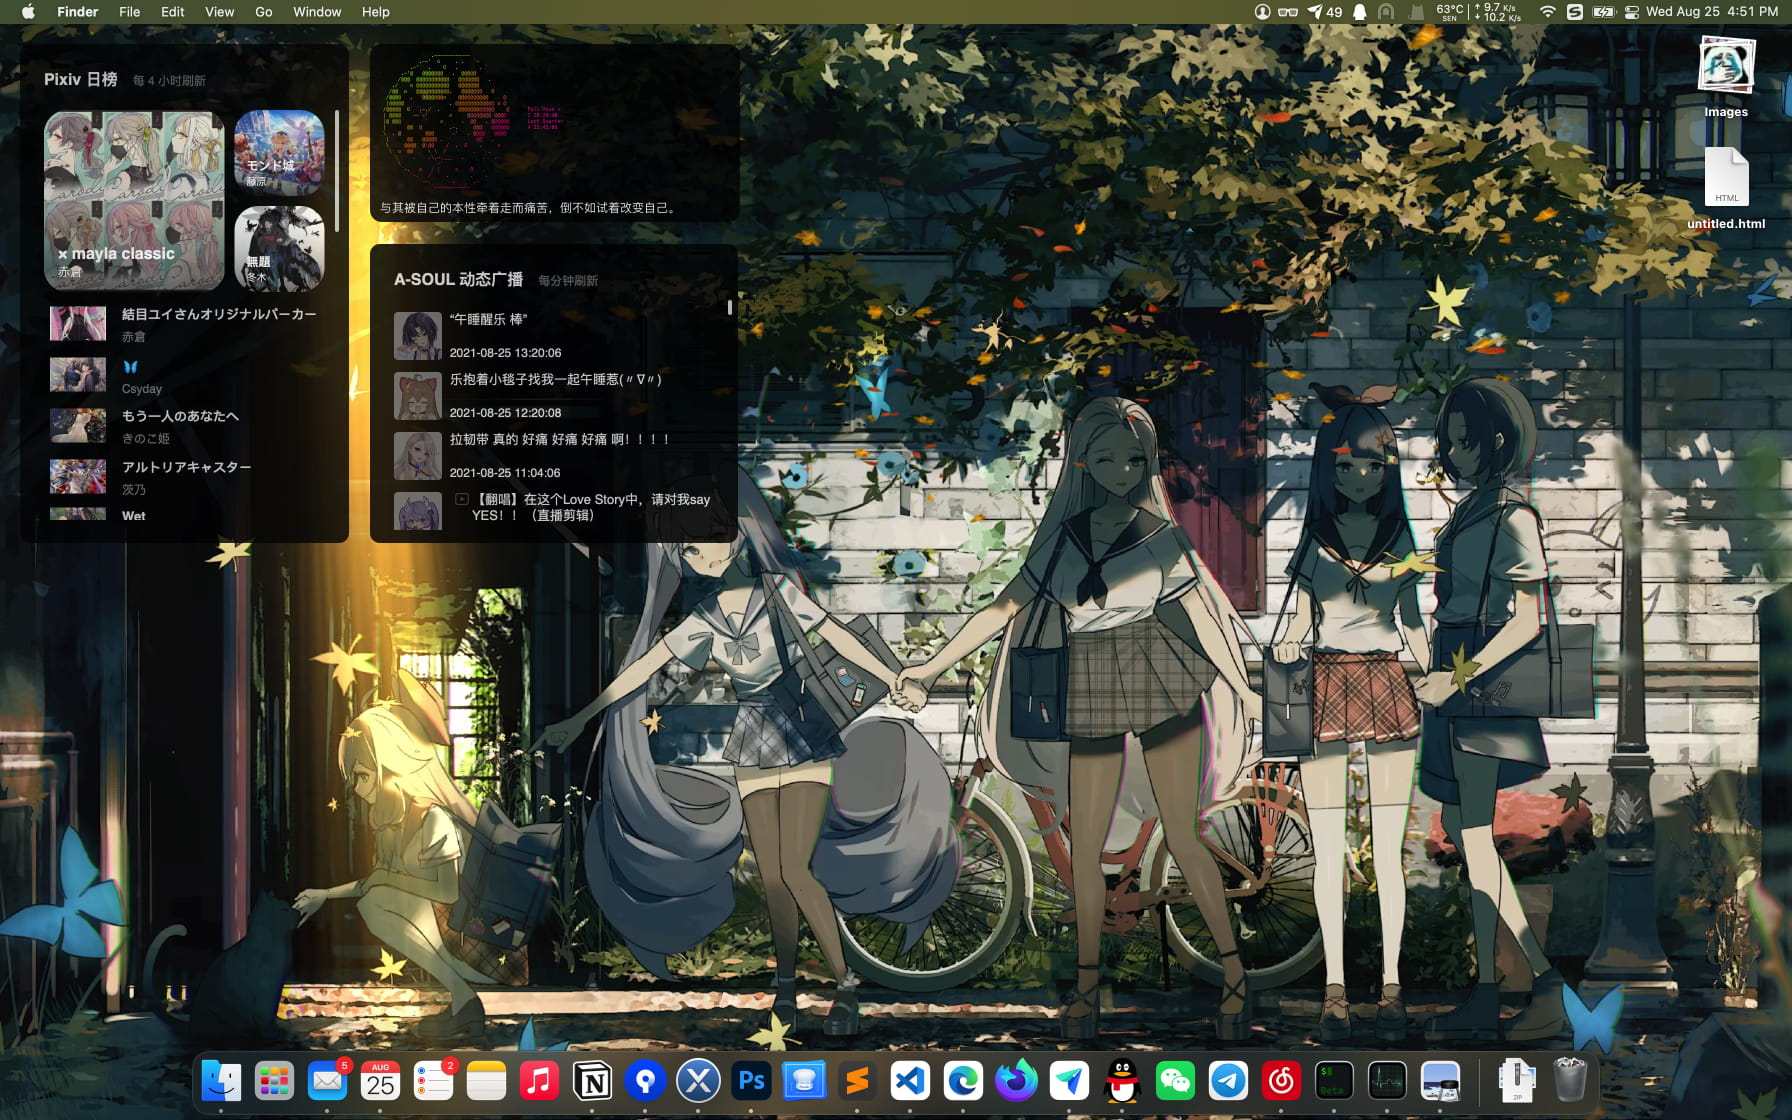 Finder File Edit View Go Window Help
49 63°C SEN 9.7 K/s 10.2 K/s Wed Aug 25 4:51 PM
Pixiv 日榜 每 4 小时刷新
× mayla classic
赤倉
モンド城
藤原
無題
冬木
結目ユイさんオリジナルパーカー
赤倉
Csyday
もう一人のあなたへ
きのこ姫
アルトリアキャスター
茨乃
Wet
与其被自己的本性牵着走而痛苦，倒不如试着改变自己。
A-SOUL 动态广播 每分钟刷新
“午睡醒乐 棒”
2021-08-25 13:20:06
乐抱着小毯子找我一起午睡惹(〃∇〃)
2021-08-25 12:20:08
拉韧带 真的 好痛 好痛 好痛 啊！！！！
2021-08-25 11:04:06
【翻唱】在这个Love Story中，请对我say
YES！！（直播剪辑）
Images
HTML
untitled.html
5
AUG
25
2
N
Ps
$
Beta
ZIP